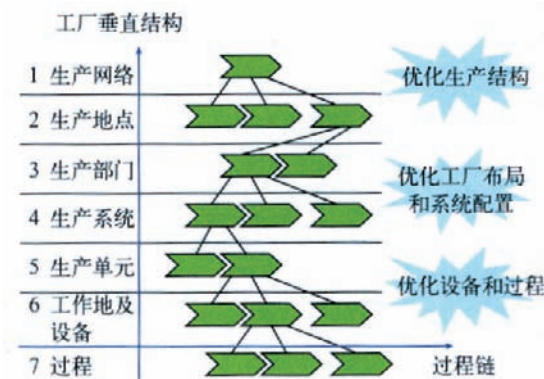 工厂垂直结构
1 生产网络
优化生产结构
2 生产地点
3 生产部门
优化工厂布局
和系统配置
4 生产系统
5 生产单元
优化设备和过程
6 工作地及
设备
7 过程
过程链